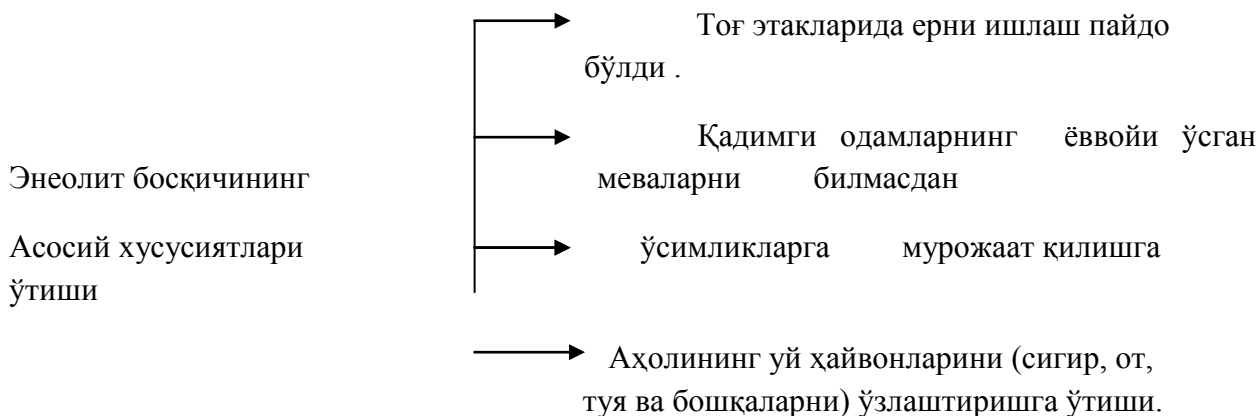 Тоғ этакларида ерни ишлаш пайдо
бўлди .
Қадимги одамларнинг ёввойи ўсган
Энеолит босқичининг меваларни билмасдан
Асосий хусусиятлари ўсимликларга мурожаат қилишга
ўтиши
Аҳолининг уй ҳайвонларини (сигир, от,
туя ва бошқаларни) ўзлаштиришга ўтиши.